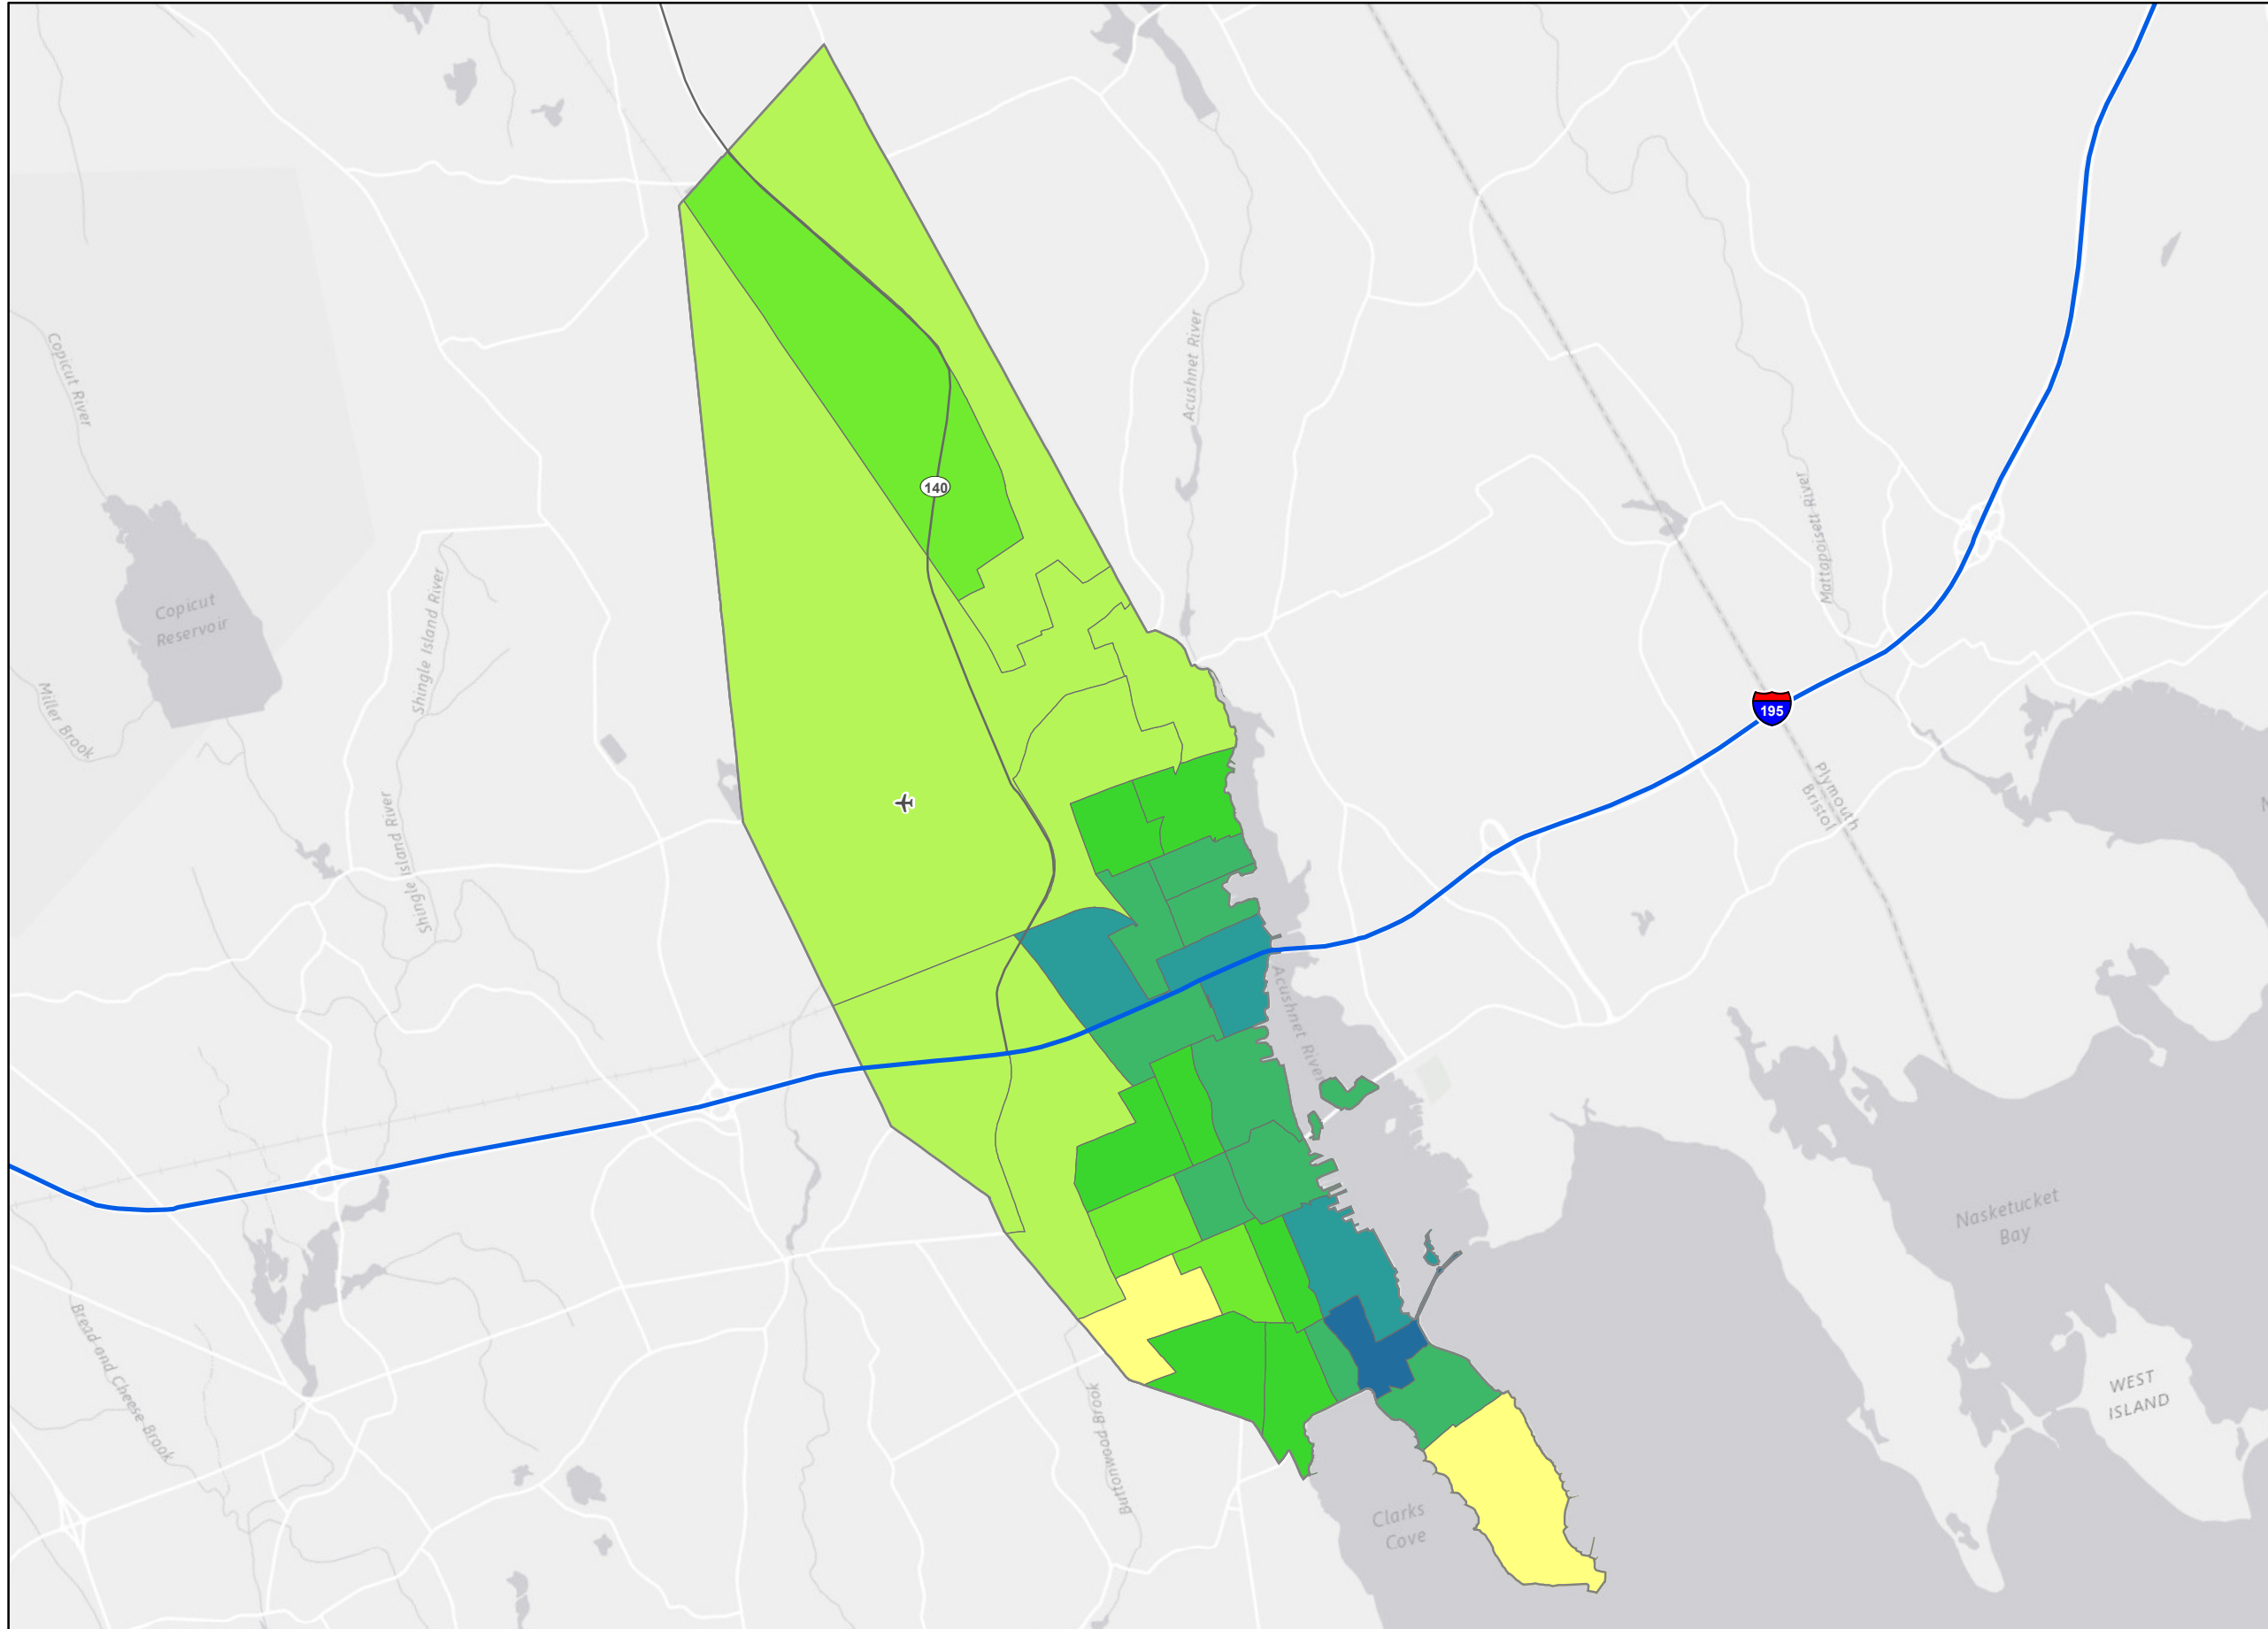 Copicut River
Acushnet River
140
Mattapoisett River
Copicut
Reservoir
Shingle Island River
Miller Brook
195
Plymouth
Bristol
Shingle Island River
Acushnet River
Nasketucket
Bay
Bread and Cheese Brook
Buttonwood Brook
WEST
ISLAND
Clarks
Cove